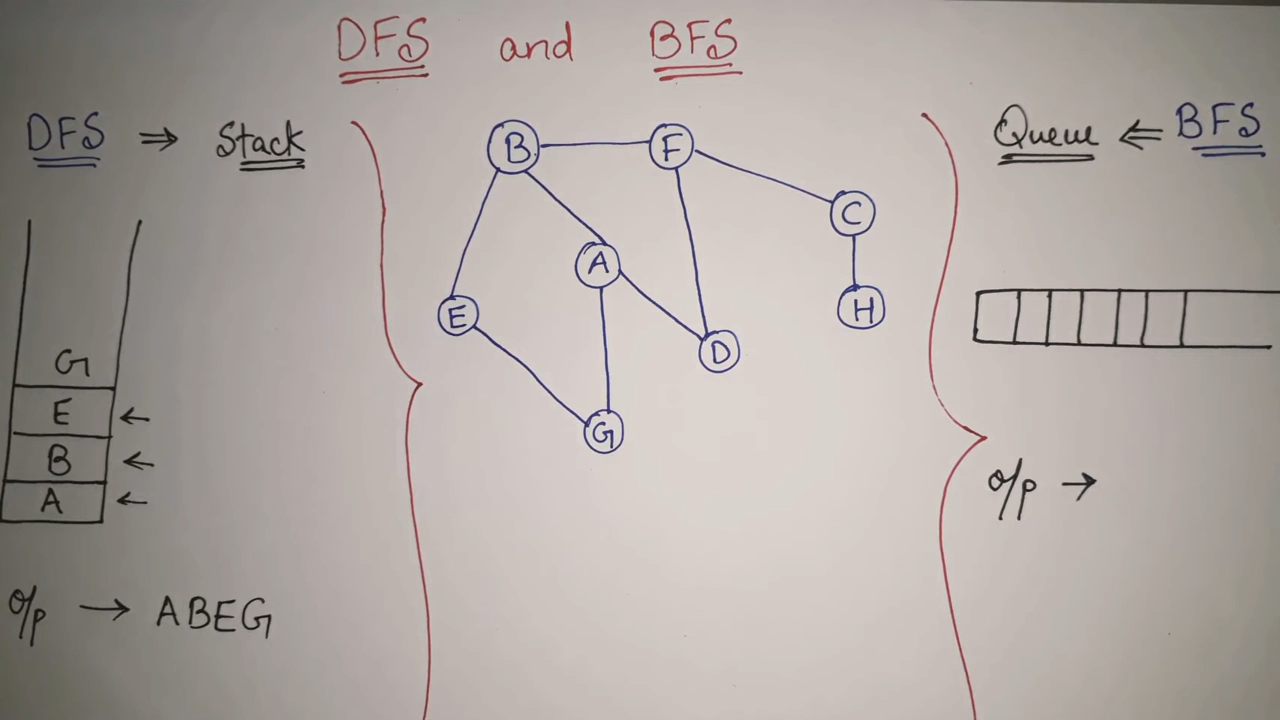 DFS and BFS
DFS ⇒ Stack
G
E ←
B ←
A ←
o/p → ABEG
B F
C
A
E
H
D
G
Queue ⇐ BFS
o/p →